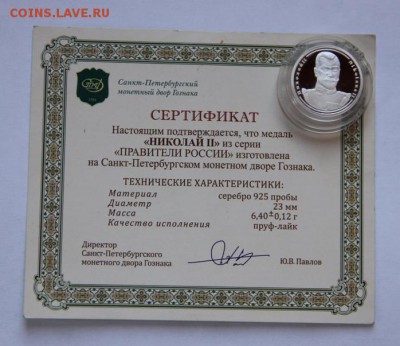 COINS.LAVE.RU
Санкт-Петербургский
монетный двор Гознака
СЕРТИФИКАТ
Настоящим подтверждается, что медаль
«НИКОЛАЙ II» из серии
"ПРАВИТЕЛИ РОССИИ" изготовлена
на Санкт-Петербургском монетном дворе Гознака.
ТЕХНИЧЕСКИЕ ХАРАКТЕРИСТИКИ:
Материал серебро 925 пробы
Диаметр 23 мм
Масса 6,40±0,12 г
Качество исполнения пруф-лайк
Директор
Санкт-Петербургского
монетного двора Гознака Ю.В. Павлов